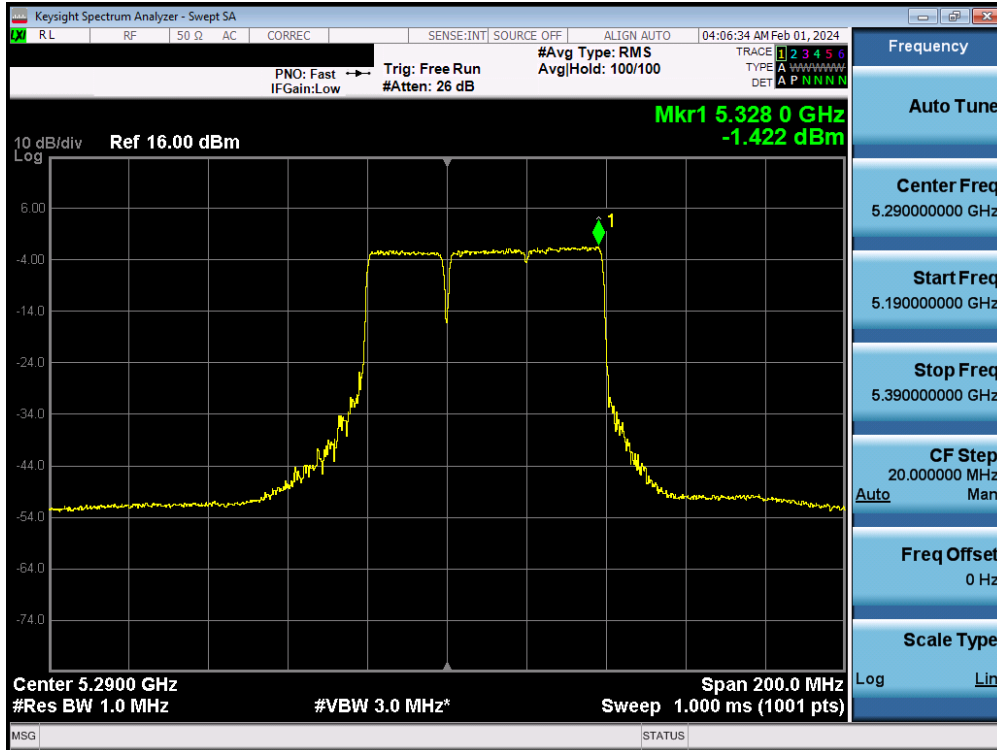 Keysight Spectrum Analyzer - Swept SA
LXI RL RF 50 Ω AC CORREC SENSE:INT SOURCE OFF ALIGN AUTO 04:06:34 AM Feb 01, 2024
PNO: Fast Trig: Free Run #Avg Type: RMS TRACE 1 2 3 4 5 6
IFGain:Low #Atten: 26 dB Avg|Hold: 100/100 TYPE A WWWWW
DET A P N N N N
Mkr1 5.328 0 GHz
-1.422 dBm
10 dB/div Ref 16.00 dBm
Log
1
6.00
-4.00
-14.0
-24.0
-34.0
-44.0
-54.0
-64.0
-74.0
Center 5.2900 GHz Span 200.0 MHz
#Res BW 1.0 MHz #VBW 3.0 MHz* Sweep 1.000 ms (1001 pts)
MSG STATUS
Frequency
Auto Tune
Center Freq
5.290000000 GHz
Start Freq
5.190000000 GHz
Stop Freq
5.390000000 GHz
CF Step
20.000000 MHz
Auto Man
Freq Offset
0 Hz
Scale Type
Log Lin